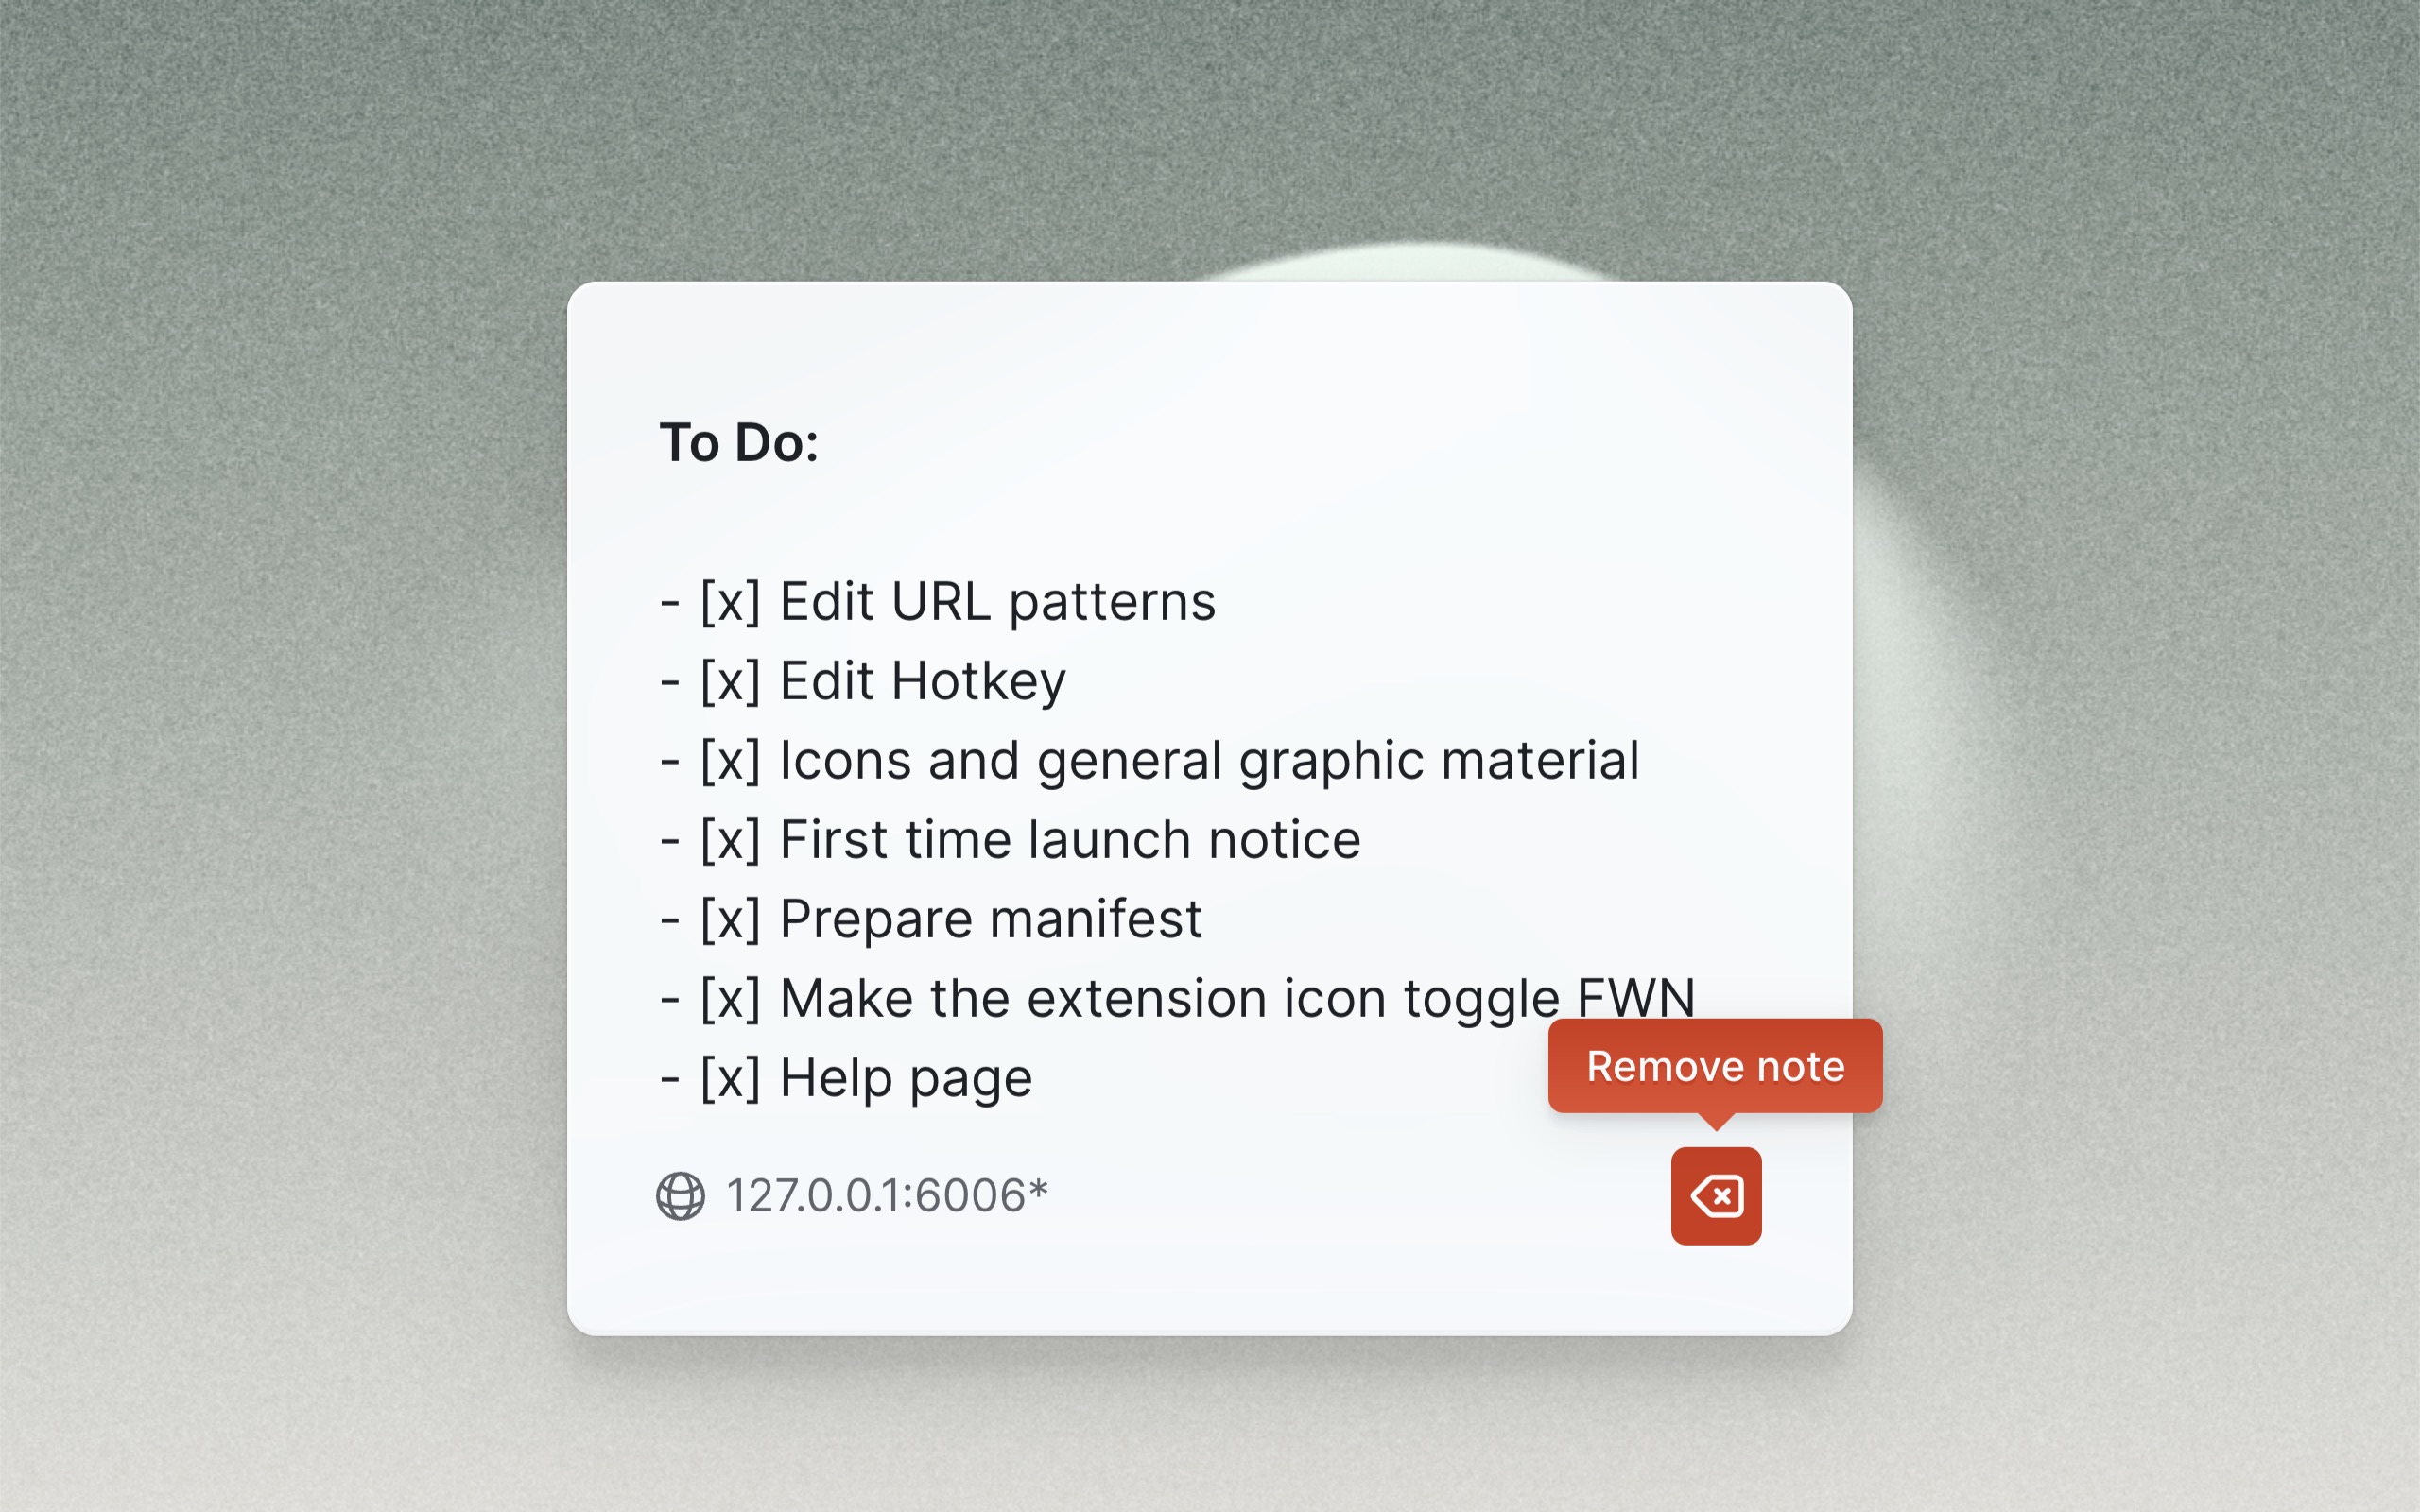 To Do:
- [x] Edit URL patterns
- [x] Edit Hotkey
- [x] Icons and general graphic material
- [x] First time launch notice
- [x] Prepare manifest
- [x] Make the extension icon toggle FWN
- [x] Help page
Remove note
127.0.0.1:6006*